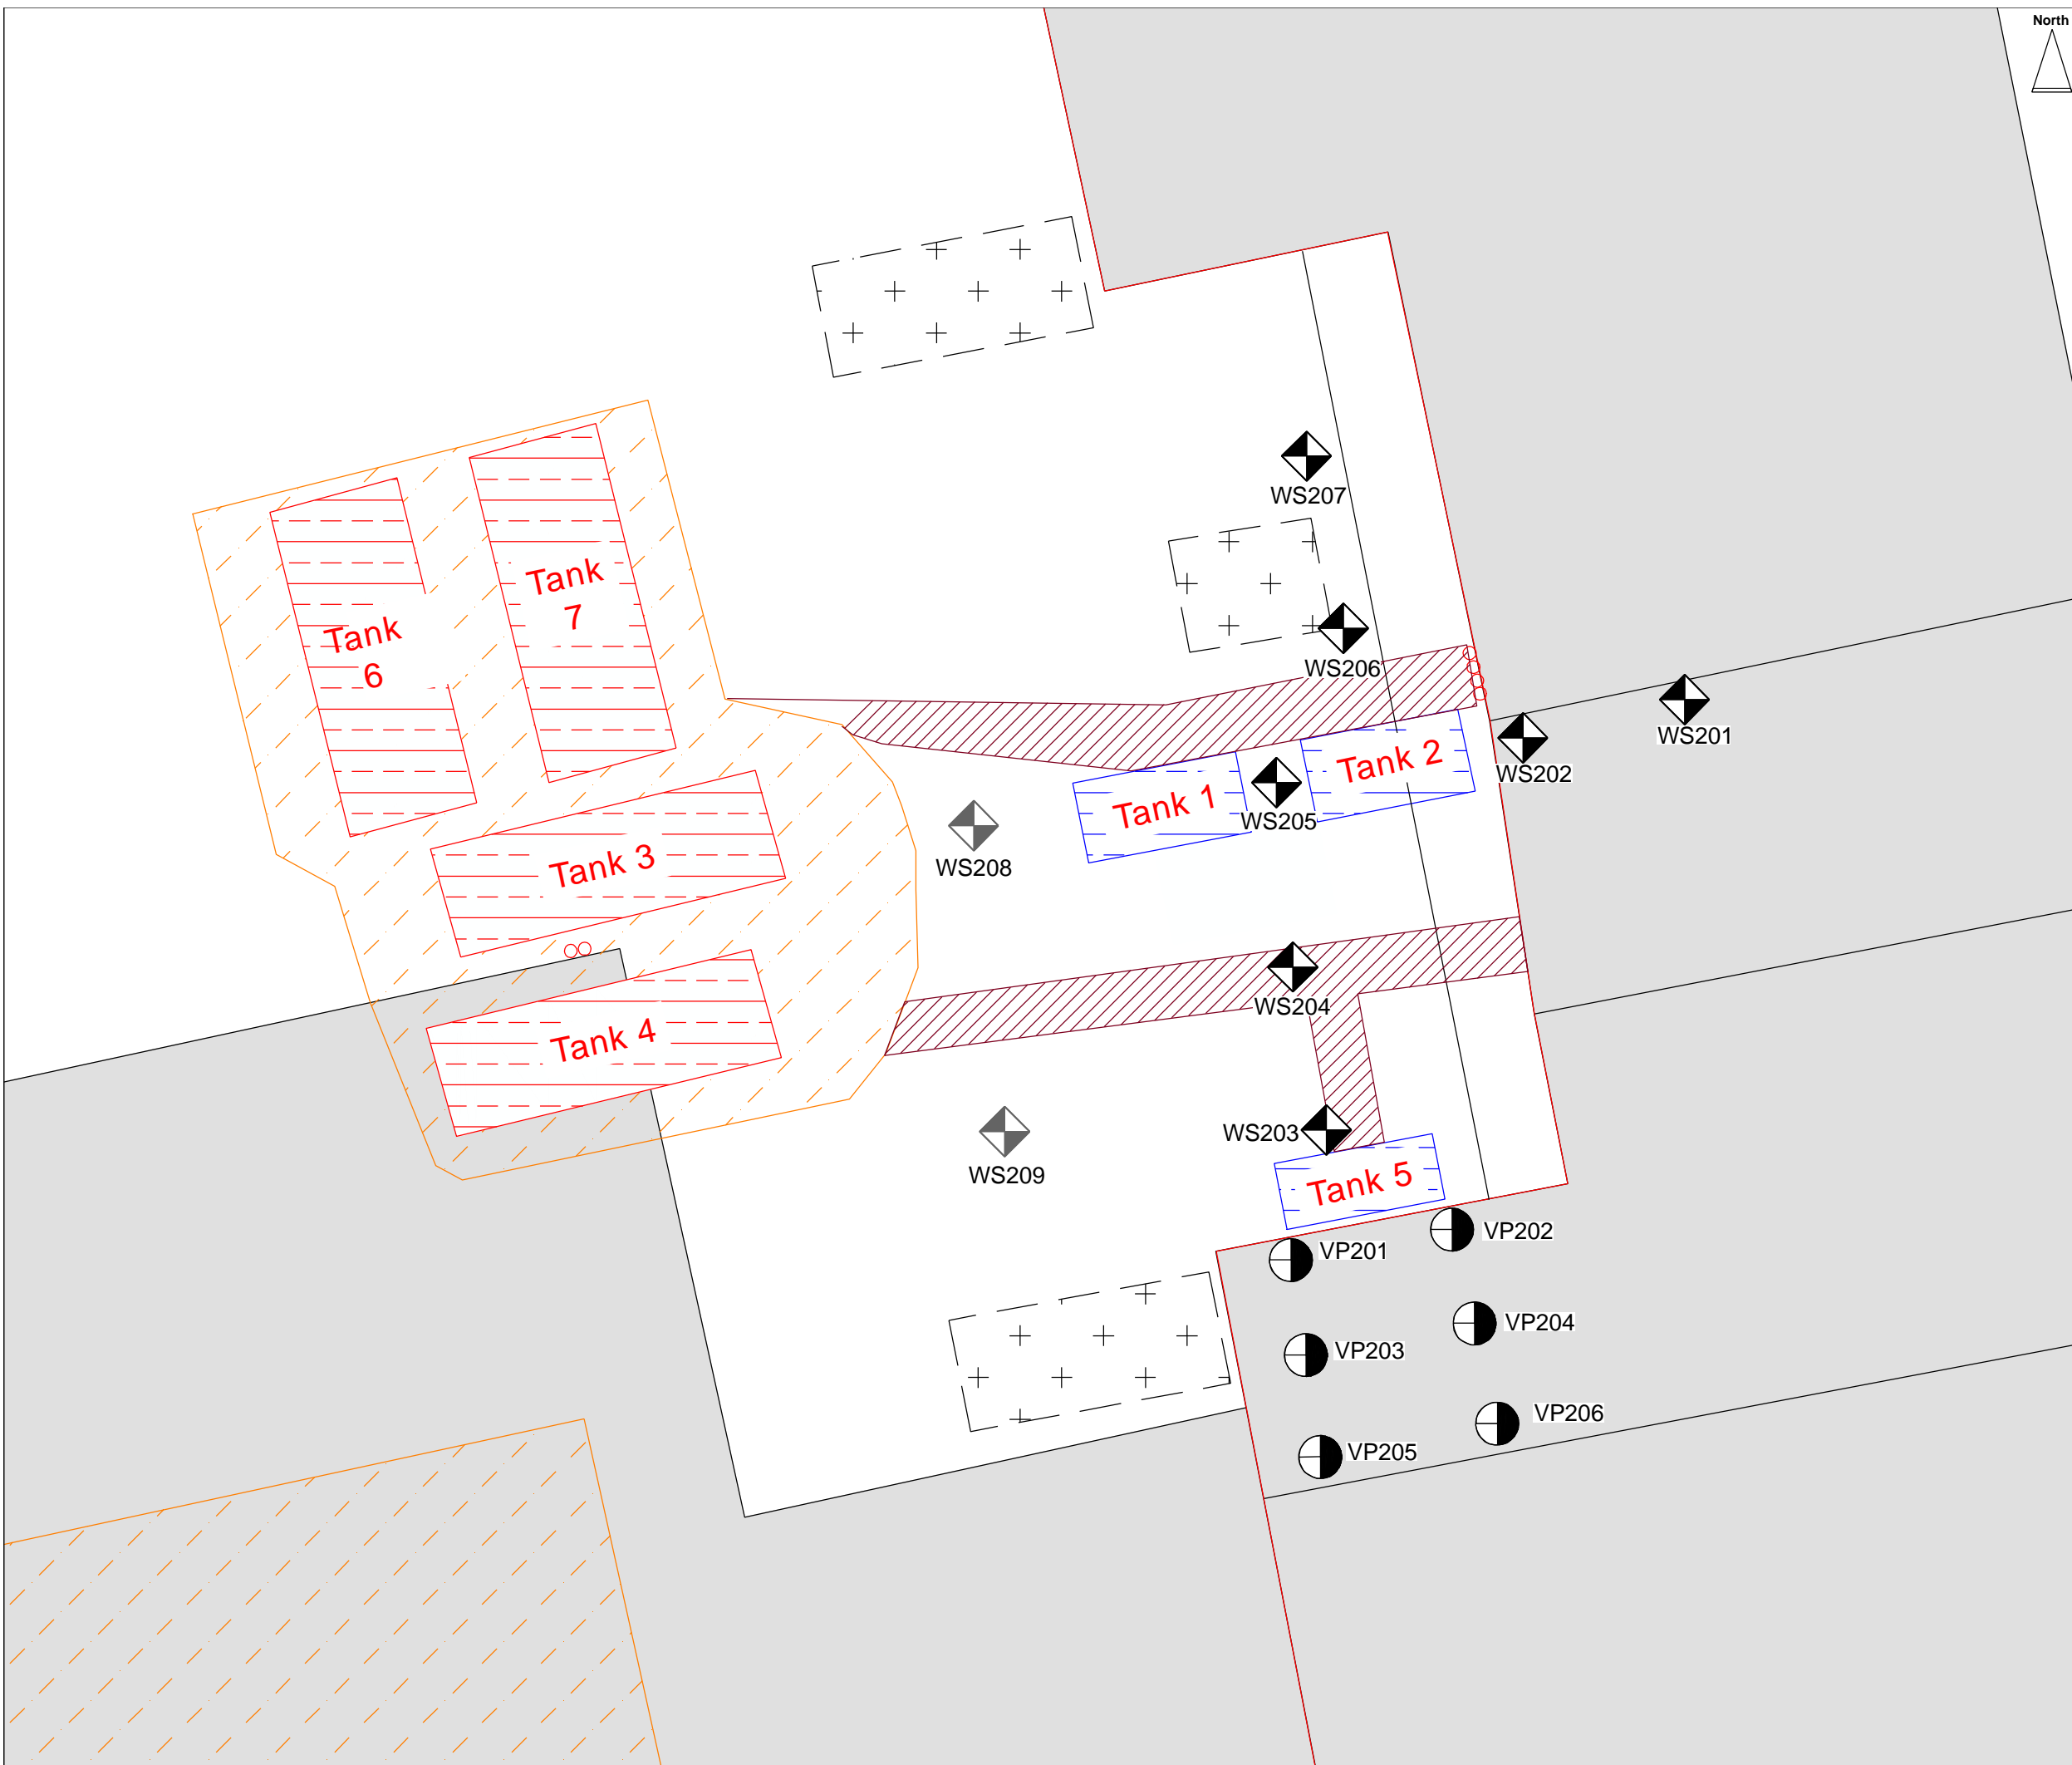 North
WS207
Tank
7
Tank
6
WS206
WS201
Tank 2
WS202
Tank 1
WS205
Tank 3
WS208
WS204
Tank 4
WS203
WS209
Tank 5
VP202
VP201
VP204
VP203
VP206
VP205